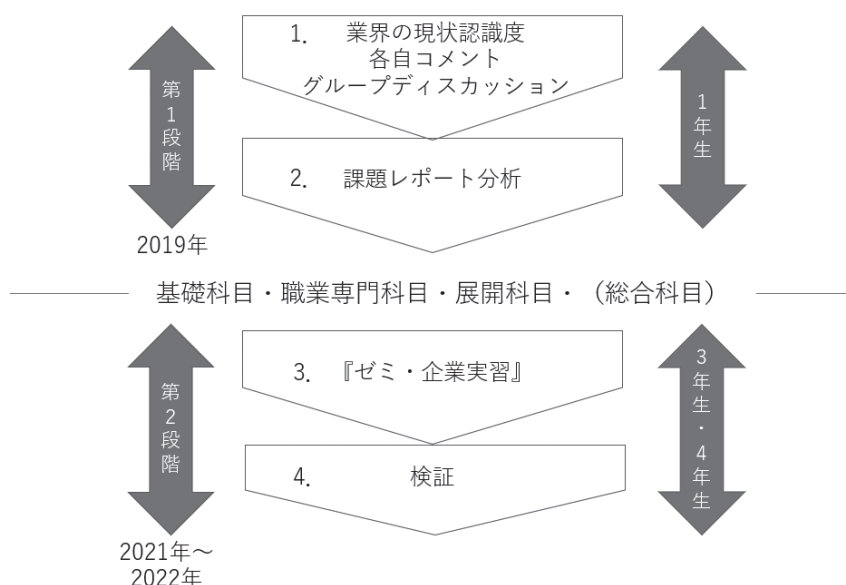 1. 業界の現状認識度
各自コメント
グループディスカッション
第1段階
1年生
2. 課題レポート分析
2019年
基礎科目・職業専門科目・展開科目・（総合科目）
3. 『ゼミ・企業実習』
第2段階
3年生・4年生
4. 検証
2021年～
2022年